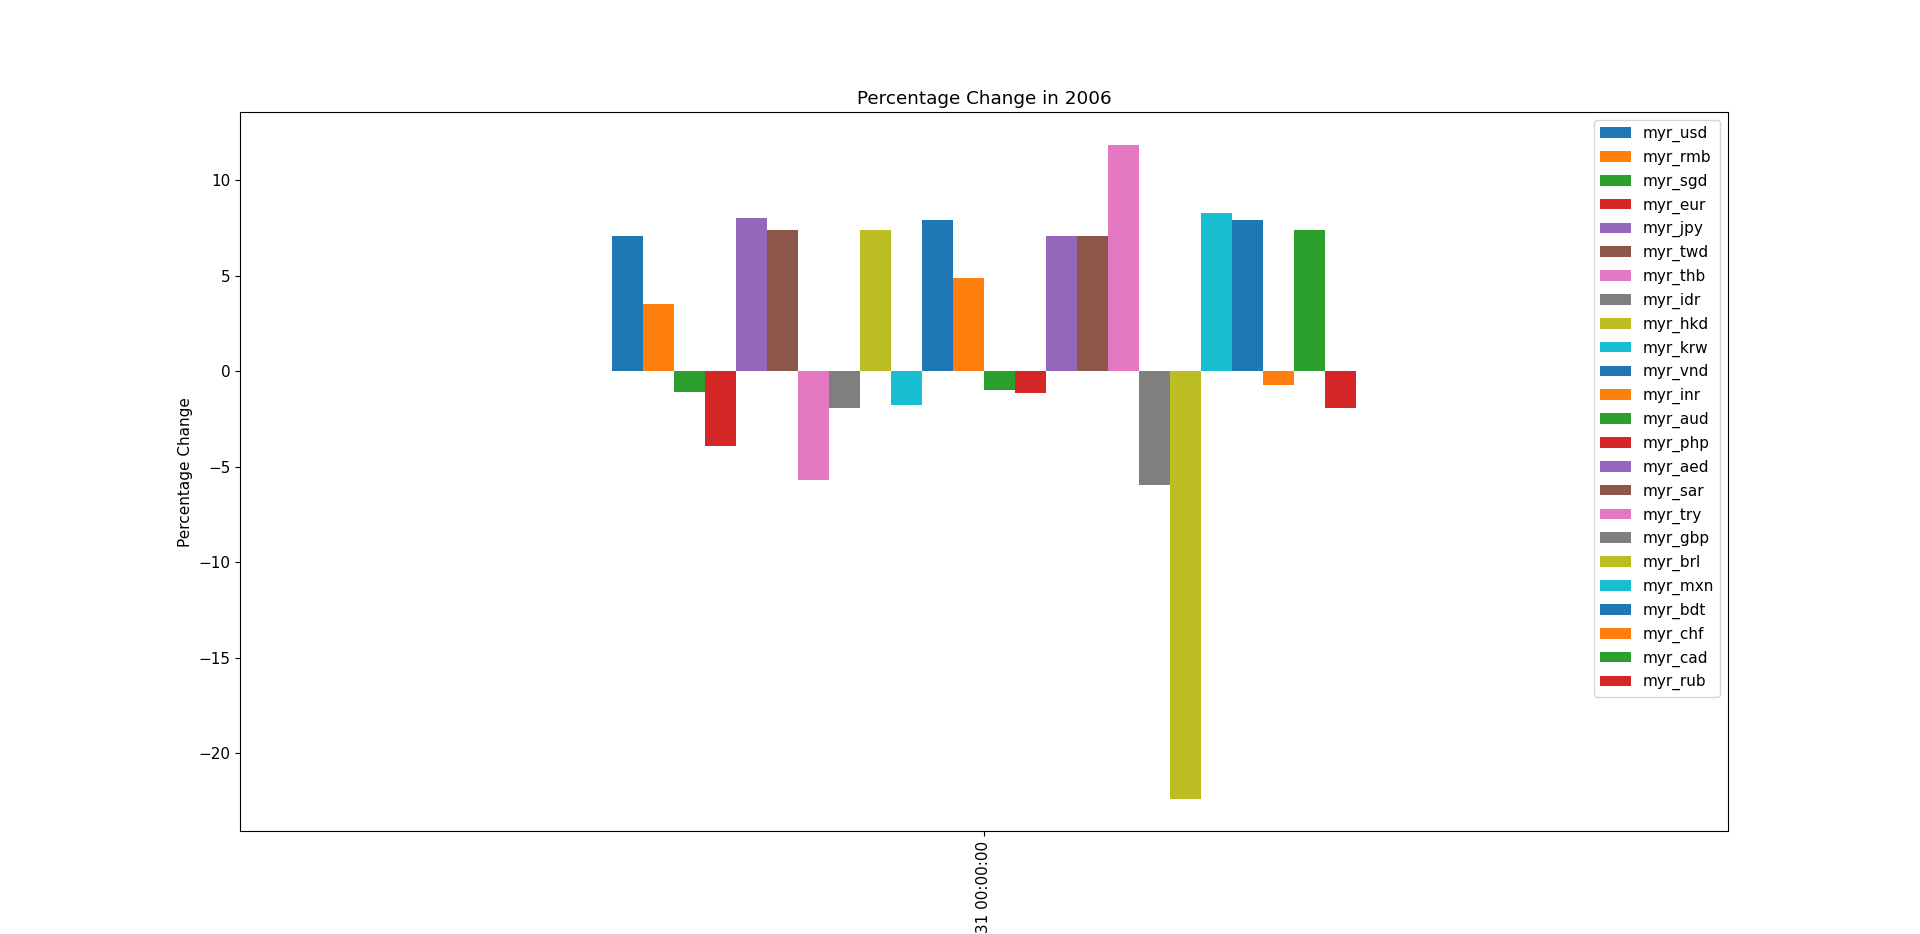 Percentage Change in 2006
Percentage Change
10
5
0
−5
−10
−15
−20
31 00:00:00
myr_usd
myr_rmb
myr_sgd
myr_eur
myr_jpy
myr_twd
myr_thb
myr_idr
myr_hkd
myr_krw
myr_vnd
myr_inr
myr_aud
myr_php
myr_aed
myr_sar
myr_try
myr_gbp
myr_brl
myr_mxn
myr_bdt
myr_chf
myr_cad
myr_rub